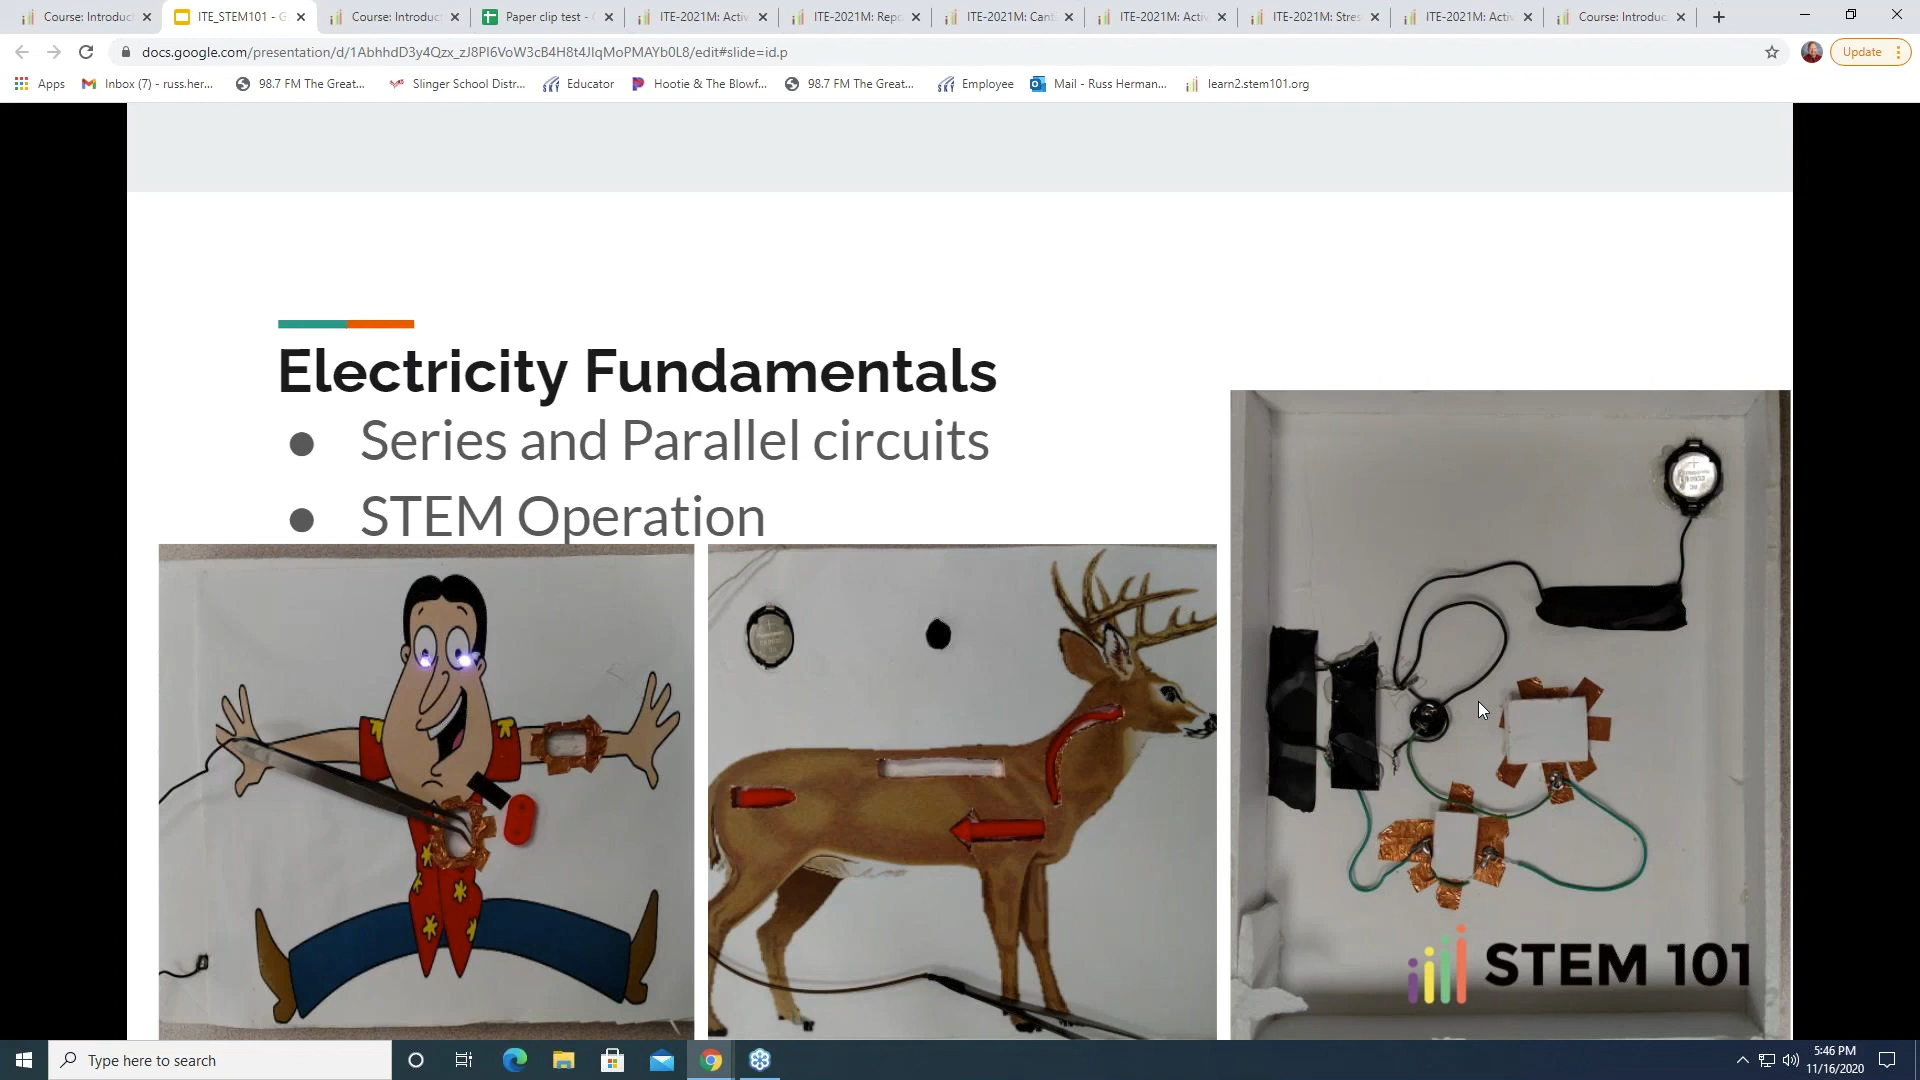 Course: Introduc
ITE_STEM101 - G
Course: Introduc
Paper clip test -
ITE-2021M: Activ
ITE-2021M: Repo
ITE-2021M: Cant
ITE-2021M: Activ
ITE-2021M: Stres
ITE-2021M: Activ
Course: Introduc
docs.google.com/presentation/d/1AbhhdD3y4Qzx_zJ8PI6VoW3cB4H8t4JIqMoPMAYb0L8/edit#slide=id.p
Update
Apps
Inbox (7) - russ.her...
98.7 FM The Great...
Slinger School Distr...
Educator
Hootie & The Blowf...
98.7 FM The Great...
Employee
Mail - Russ Herman...
learn2.stem101.org
Electricity Fundamentals
● Series and Parallel circuits
● STEM Operation
STEM 101
Type here to search
5:46 PM
11/16/2020